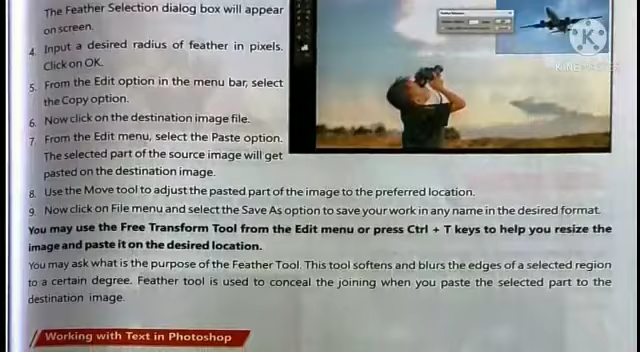 The Feather Selection dialog box will appear
on screen.
4. Input a desired radius of feather in pixels.
Click on OK.
5. From the Edit option in the menu bar, select
the Copy option.
6. Now click on the destination image file.
7. From the Edit menu, select the Paste option.
The selected part of the source image will get
pasted on the destination image.
8. Use the Move tool to adjust the pasted part of the image to the preferred location.
9. Now click on File menu and select the Save As option to save your work in any name in the desired format.
You may use the Free Transform Tool from the Edit menu or press Ctrl + T keys to help you resize the
image and paste it on the desired location.
You may ask what is the purpose of the Feather Tool. This tool softens and blurs the edges of a selected region
to a certain degree. Feather tool is used to conceal the joining when you paste the selected part to the
destination image.
Working with Text in Photoshop
K
KINEMASTER